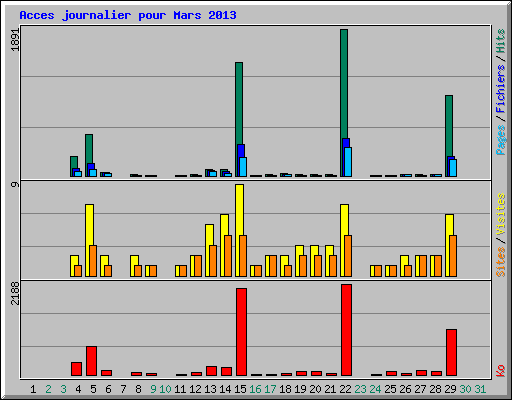 Acces journalier pour Mars 2013
1891
Pages/Fichiers/Hits
9
Sites/Visites
2188
Ko
1 2 3 4 5 6 7 8 9 10 11 12 13 14 15 16 17 18 19 20 21 22 23 24 25 26 27 28 29 30 31